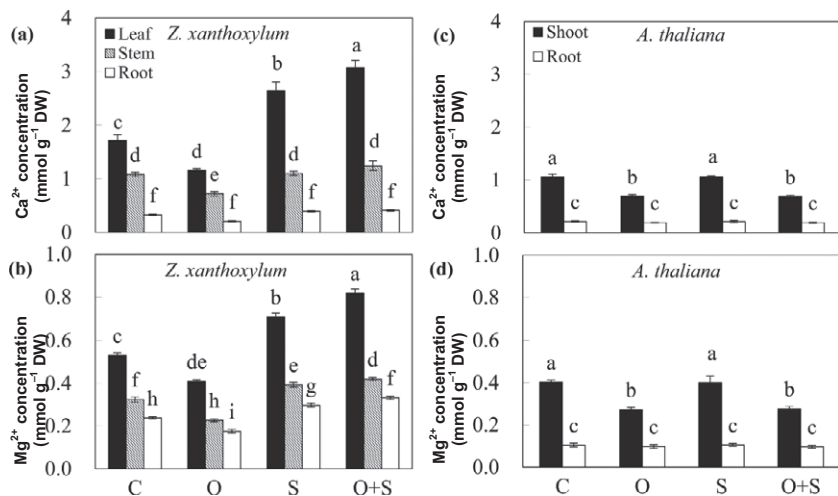 (a)
Z. xanthoxylum
Leaf
Stem
Root
Ca²⁺ concentration
(mmol g⁻¹ DW)
4
3
2
1
0
c
d
f
d
e
f
b
d
f
a
d
f
(c)
A. thaliana
Shoot
Root
Ca²⁺ concentration
(mmol g⁻¹ DW)
4
3
2
1
0
a
c
b
c
a
c
b
c
(b)
Z. xanthoxylum
Mg²⁺ concentration
(mmol g⁻¹ DW)
1.0
0.8
0.6
0.4
0.2
0.0
c
f
h
de
h
i
b
e
g
a
d
f
C
O
S
O+S
(d)
A. thaliana
Mg²⁺ concentration
(mmol g⁻¹ DW)
1.0
0.8
0.6
0.4
0.2
0.0
a
c
b
c
a
c
b
c
C
O
S
O+S